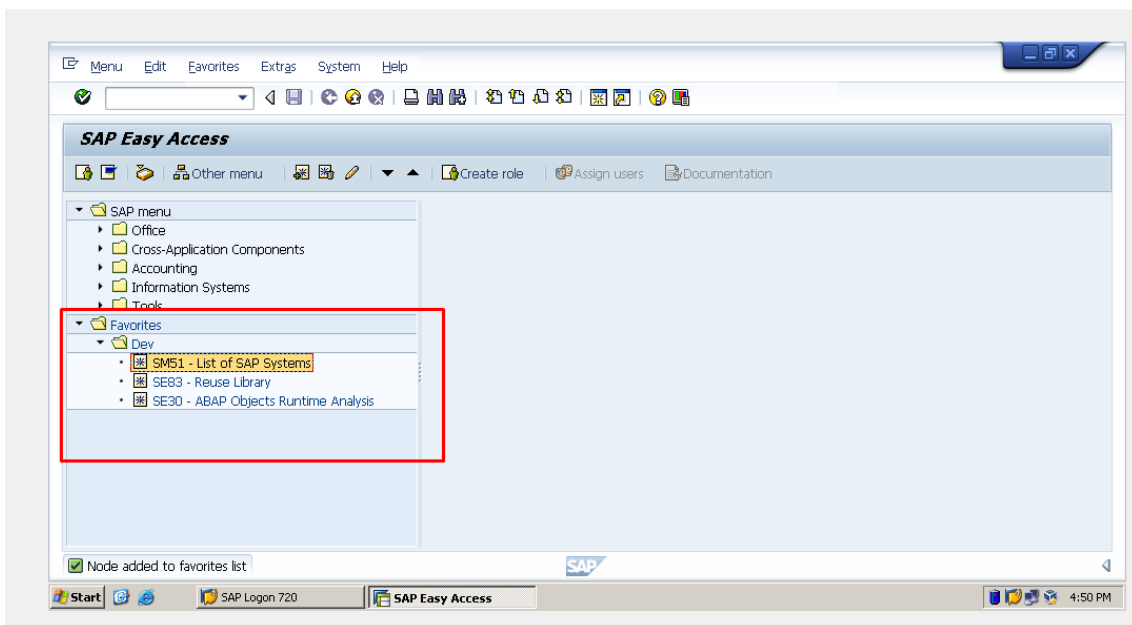 Menu Edit Favorites Extras System Help
SAP Easy Access
Other menu Create role Assign users Documentation
SAP menu
Office
Cross-Application Components
Accounting
Information Systems
Tools
Favorites
Dev
SM51 - List of SAP Systems
SE83 - Reuse Library
SE30 - ABAP Objects Runtime Analysis
Node added to favorites list
SAP
Start SAP Logon 720 SAP Easy Access 4:50 PM